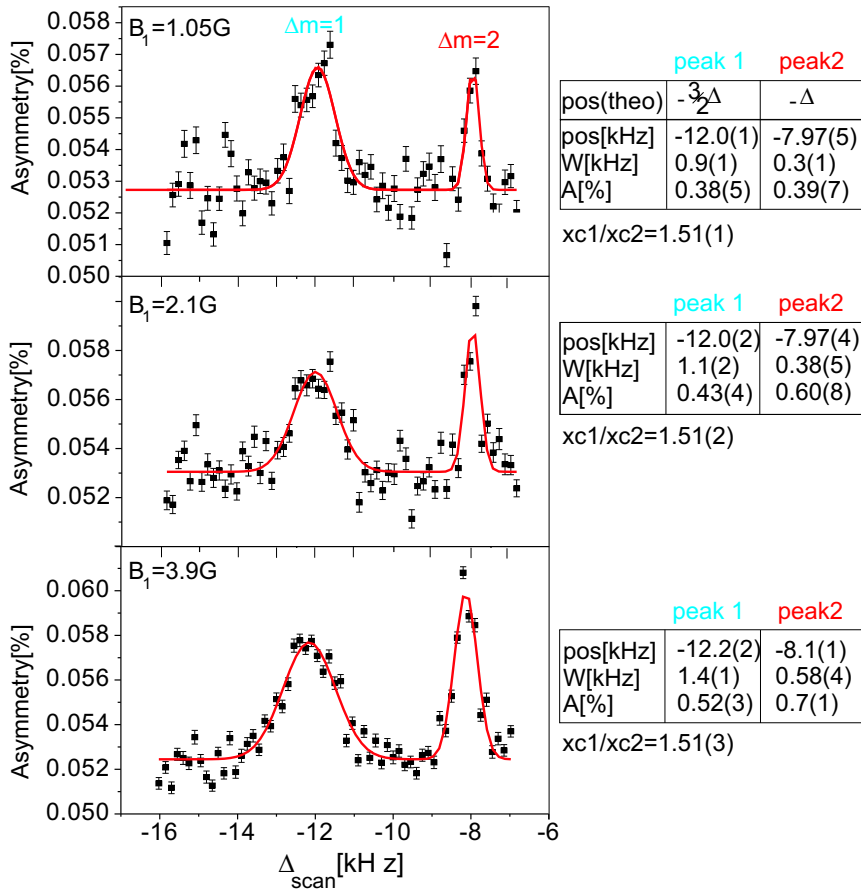 B₁=1.05G
Δm=1
Δm=2
Asymmetry[%]
0.058
0.057
0.056
0.055
0.054
0.053
0.052
0.051
0.050
peak 1 peak2
pos(theo) -3⁄2Δ -Δ
pos[kHz] -12.0(1) -7.97(5)
W[kHz] 0.9(1) 0.3(1)
A[%] 0.38(5) 0.39(7)
xc1/xc2=1.51(1)
B₁=2.1G
Asymmetry[%]
0.058
0.056
0.054
0.052
peak 1 peak2
pos[kHz] -12.0(2) -7.97(4)
W[kHz] 1.1(2) 0.38(5)
A[%] 0.43(4) 0.60(8)
xc1/xc2=1.51(2)
B₁=3.9G
Asymmetry[%]
0.060
0.058
0.056
0.054
0.052
0.050
peak 1 peak2
pos[kHz] -12.2(2) -8.1(1)
W[kHz] 1.4(1) 0.58(4)
A[%] 0.52(3) 0.7(1)
xc1/xc2=1.51(3)
-16 -14 -12 -10 -8 -6
Δscan[kH z]